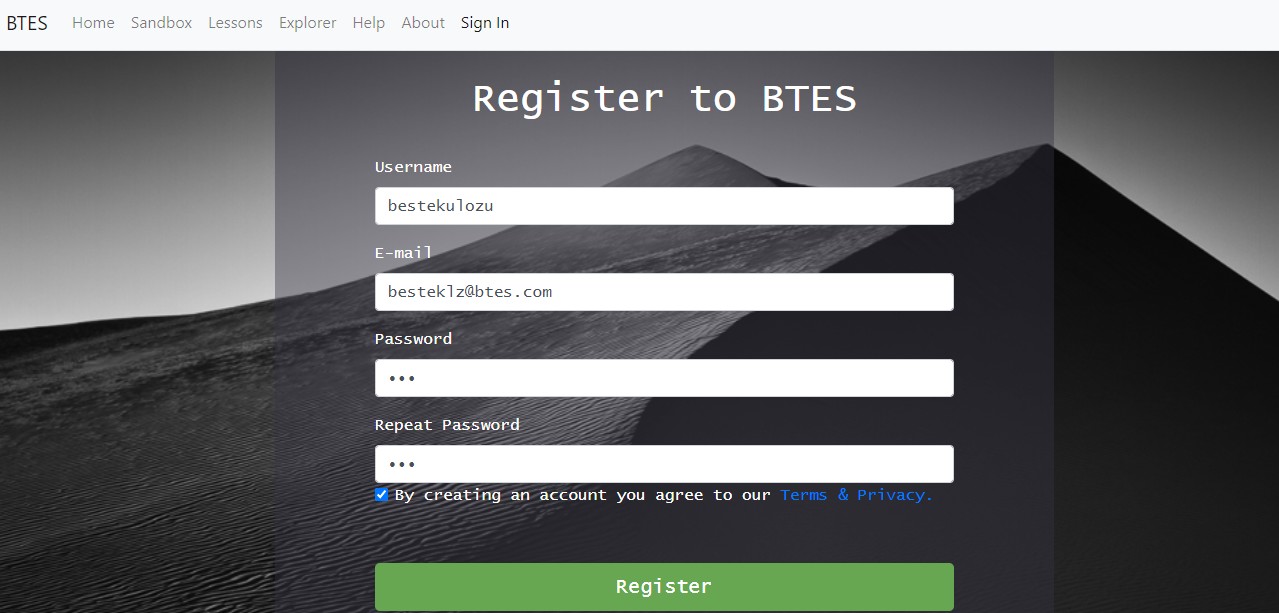 BTES Home Sandbox Lessons Explorer Help About Sign In
Register to BTES
Username
bestekulozu
E-mail
besteklz@btes.com
Password
•••
Repeat Password
•••
By creating an account you agree to our Terms & Privacy.
Register